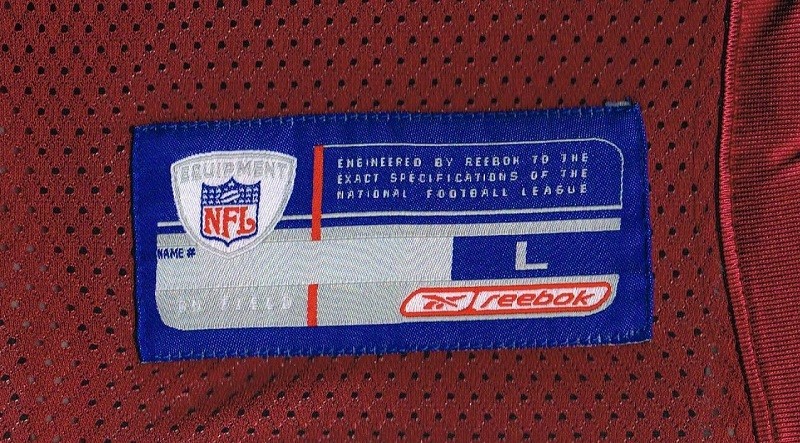 EQUIPMENT
NFL
ENGINEERED BY REEBOK TO THE
EXACT SPECIFICATIONS OF THE
NATIONAL FOOTBALL LEAGUE
NAME #
L
ON FIELD
reebok